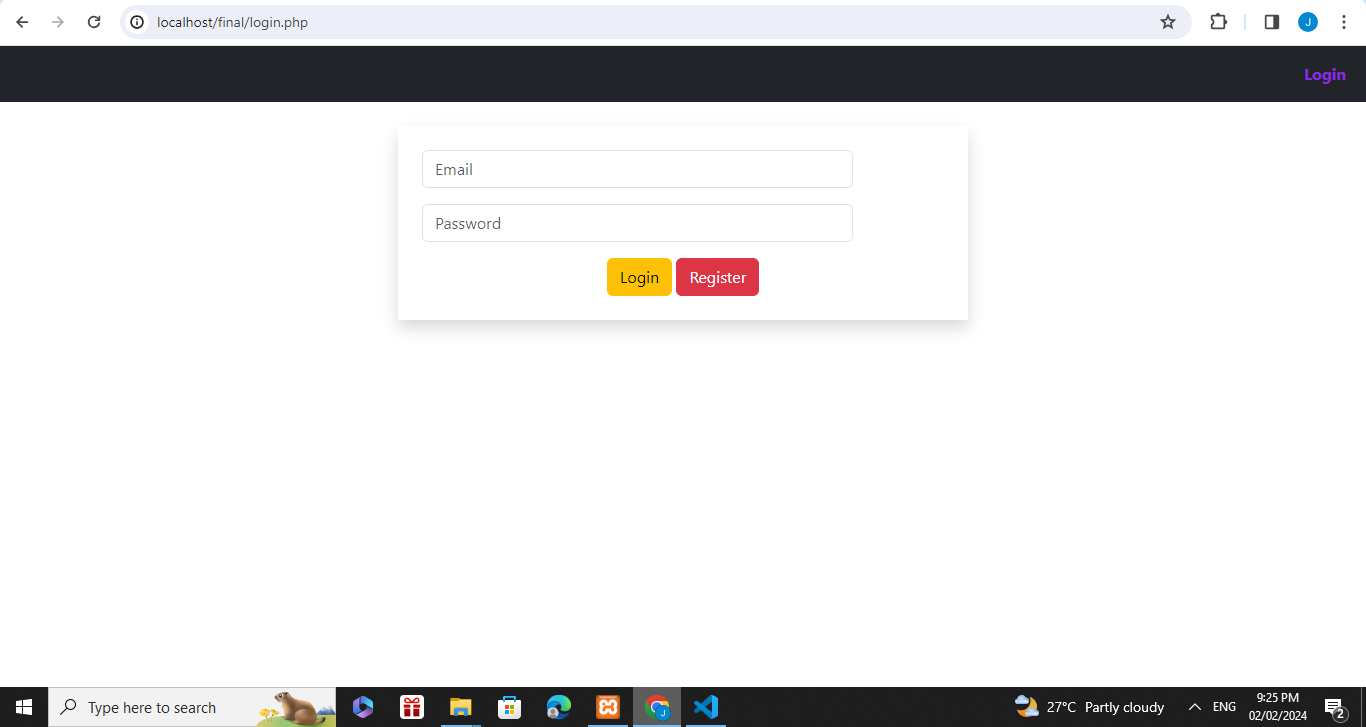 localhost/final/login.php
J
Login
Email
Password
Login Register
Type here to search
J
27°C Partly cloudy
ENG
9:25 PM
02/02/2024
2